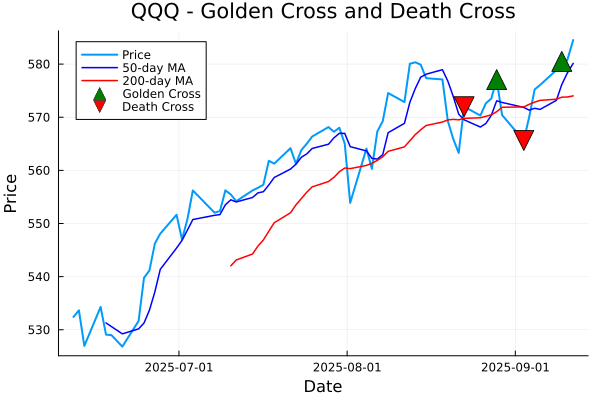 QQQ - Golden Cross and Death Cross
Price
50-day MA
200-day MA
Golden Cross
Death Cross
580
570
560
550
540
530
Price
2025-07-01
2025-08-01
2025-09-01
Date